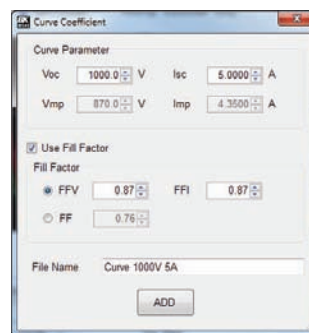 Curve Coefficient
Curve Parameter
Voc 1000.0 V Isc 5.0000 A
Vmp 870.0 V Imp 4.3500 A
Use Fill Factor
Fill Factor
FFV 0.87 FFI 0.87
FF 0.76
File Name Curve 1000V 5A
ADD